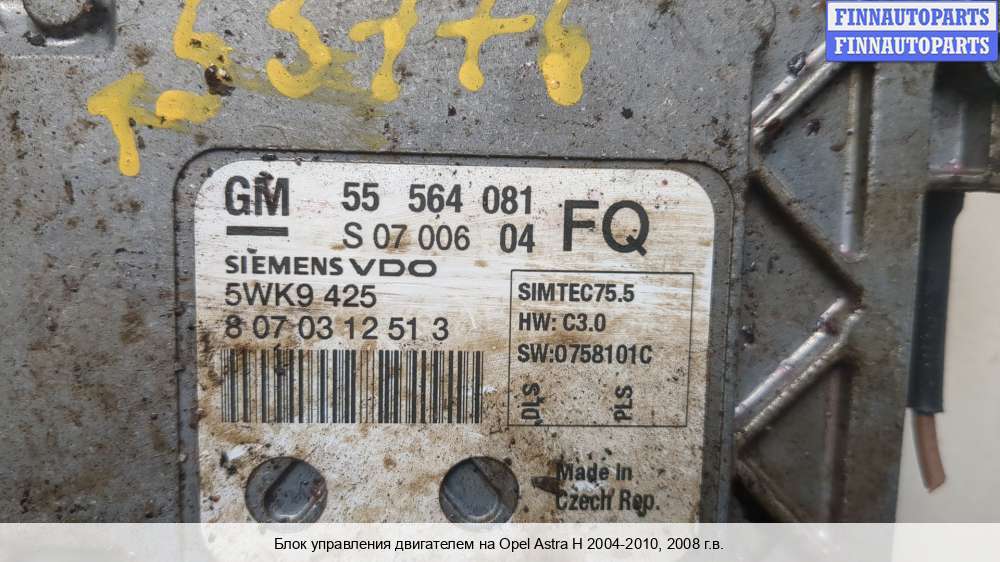 FINNAUTOPARTS
FINNAUTOPARTS
GM 55 564 081 FQ
S 07 006 04
SIEMENS VDO
5WK9 425
8 07 03 12 51 3
SIMTEC75.5
HW: C3.0
SW:0758101C
DLS PLS
Made In
Czech Rep.
Блок управления двигателем на Opel Astra H 2004-2010, 2008 г.в.